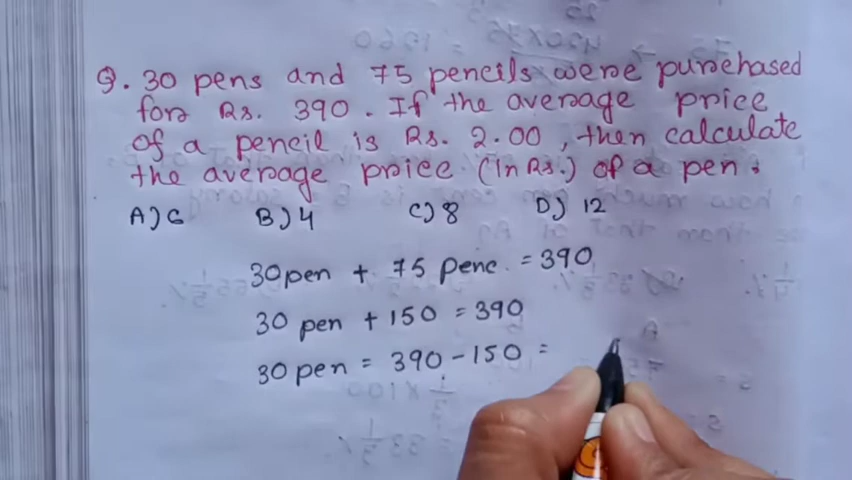 Q. 30 pens and 75 pencils were purchased
for Rs. 390. If the average price
of a pencil is Rs. 2.00, then calculate
the average price (in Rs.) of a pen.
A) 6 B) 4 C) 8 D) 12
30 pen + 75 penc. = 390
30 pen + 150 = 390
30 pen = 390 - 150 =